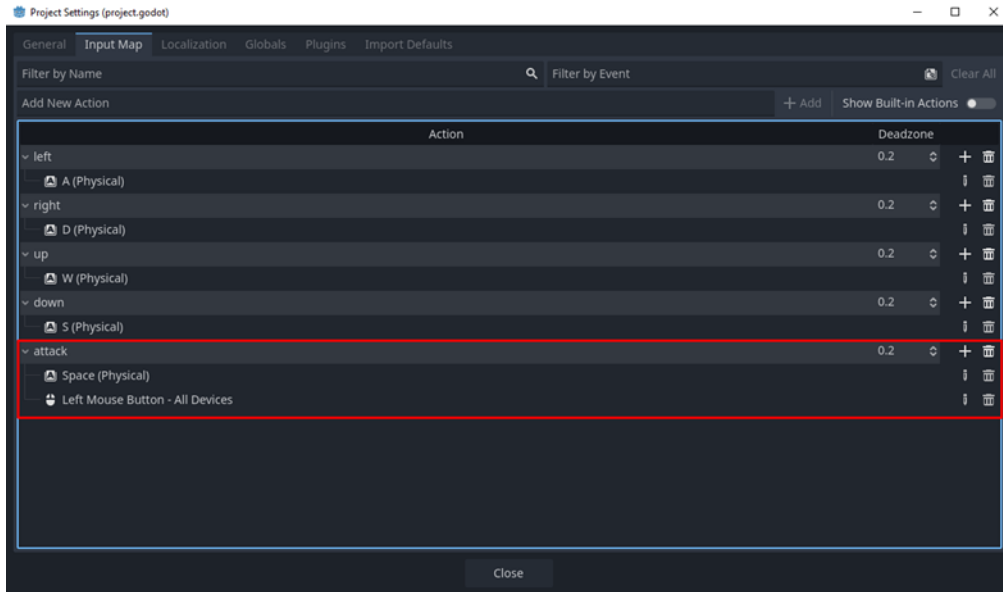 Project Settings (project.godot)
General Input Map Localization Globals Plugins Import Defaults
Filter by Name Filter by Event Clear All
Add New Action + Add Show Built-in Actions
Action Deadzone
left 0.2
A (Physical)
right 0.2
D (Physical)
up 0.2
W (Physical)
down 0.2
S (Physical)
attack 0.2
Space (Physical)
Left Mouse Button - All Devices
Close